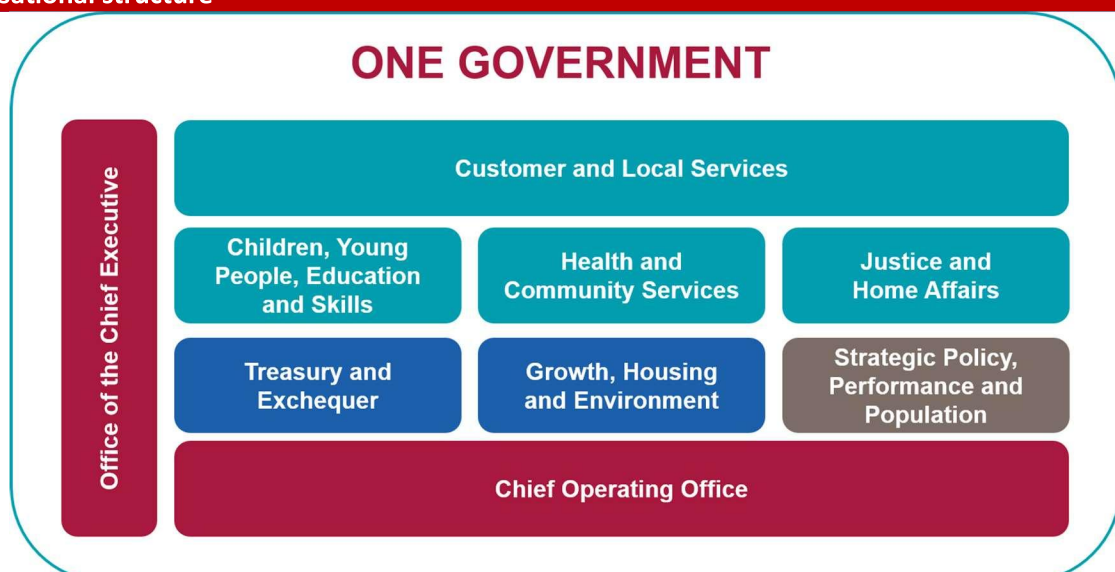 ONE GOVERNMENT
Office of the Chief Executive
Customer and Local Services
Children, Young
People, Education
and Skills
Health and
Community Services
Justice and
Home Affairs
Treasury and
Exchequer
Growth, Housing
and Environment
Strategic Policy,
Performance and
Population
Chief Operating Office